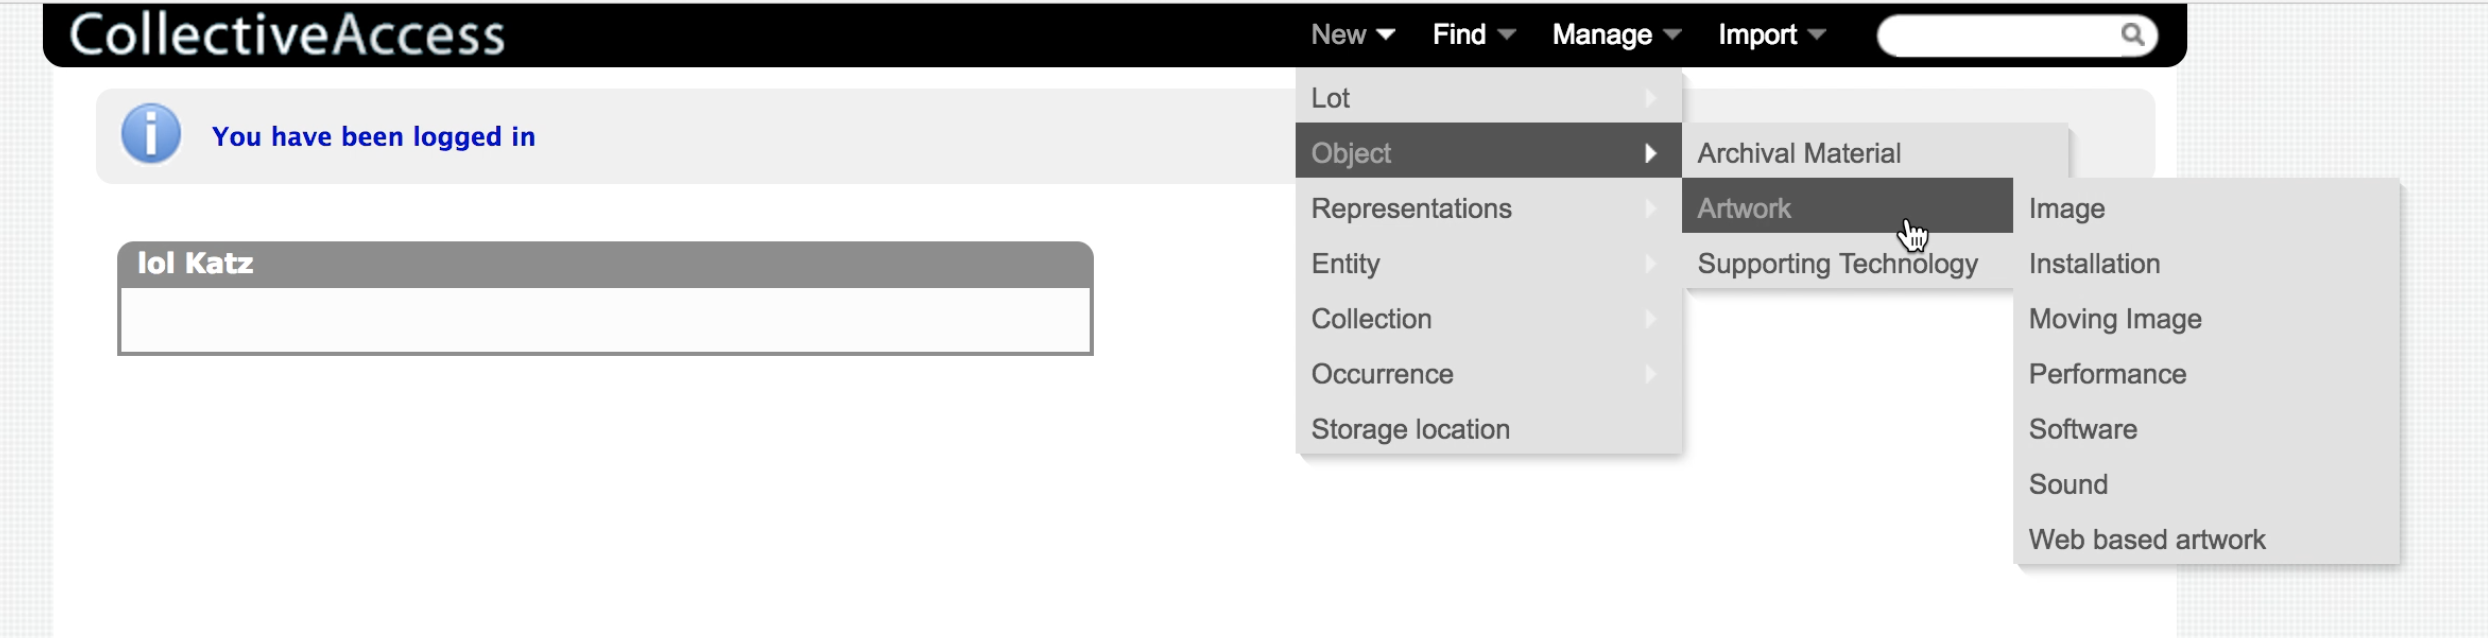 CollectiveAccess
New Find Manage Import
You have been logged in
lol Katz
Lot
Object
Representations
Entity
Collection
Occurrence
Storage location
Archival Material
Artwork
Supporting Technology
Image
Installation
Moving Image
Performance
Software
Sound
Web based artwork